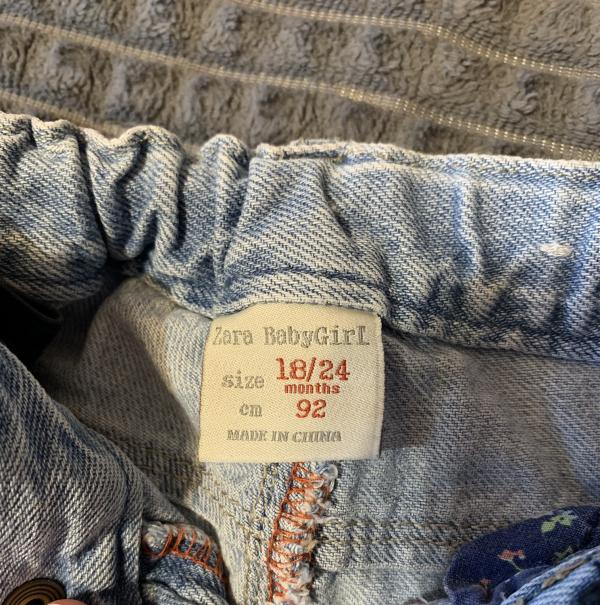 Zara BabyGirl
size 18/24
months
cm 92
MADE IN CHINA